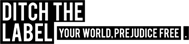 DITCH THE
LABEL YOUR WORLD, PREJUDICE FREE.